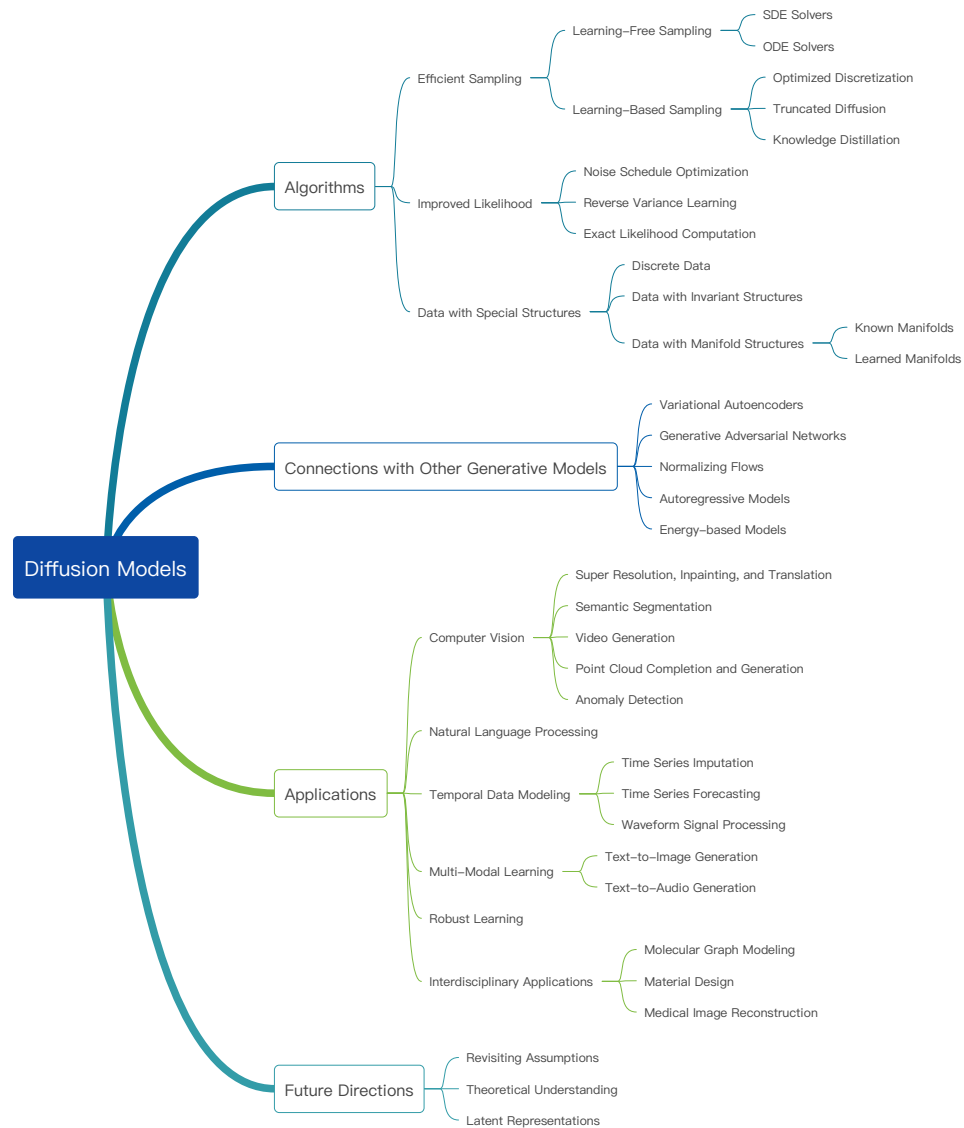 Diffusion Models
Algorithms
Efficient Sampling
Learning-Free Sampling
SDE Solvers
ODE Solvers
Learning-Based Sampling
Optimized Discretization
Truncated Diffusion
Knowledge Distillation
Improved Likelihood
Noise Schedule Optimization
Reverse Variance Learning
Exact Likelihood Computation
Data with Special Structures
Discrete Data
Data with Invariant Structures
Data with Manifold Structures
Known Manifolds
Learned Manifolds
Connections with Other Generative Models
Variational Autoencoders
Generative Adversarial Networks
Normalizing Flows
Autoregressive Models
Energy-based Models
Applications
Computer Vision
Super Resolution, Inpainting, and Translation
Semantic Segmentation
Video Generation
Point Cloud Completion and Generation
Anomaly Detection
Natural Language Processing
Temporal Data Modeling
Time Series Imputation
Time Series Forecasting
Waveform Signal Processing
Multi-Modal Learning
Text-to-Image Generation
Text-to-Audio Generation
Robust Learning
Interdisciplinary Applications
Molecular Graph Modeling
Material Design
Medical Image Reconstruction
Future Directions
Revisiting Assumptions
Theoretical Understanding
Latent Representations